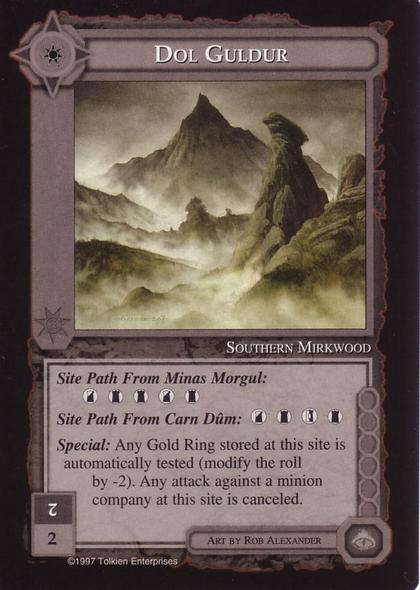 DOL GULDUR
SOUTHERN MIRKWOOD
Site Path From Minas Morgul:
Site Path From Carn Dûm:
Special: Any Gold Ring stored at this site is
automatically tested (modify the roll
by -2). Any attack against a minion
company at this site is canceled.
2
2
ART BY ROB ALEXANDER
©1997 Tolkien Enterprises